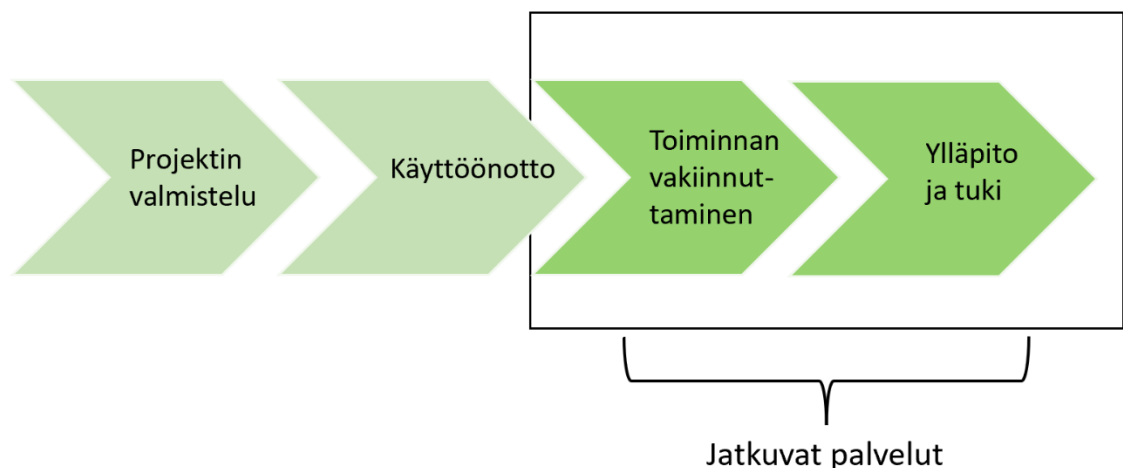 Projektin
valmistelu
Käyttöönotto
Toiminnan
vakiinnut-
taminen
Ylläpito
ja tuki
Jatkuvat palvelut